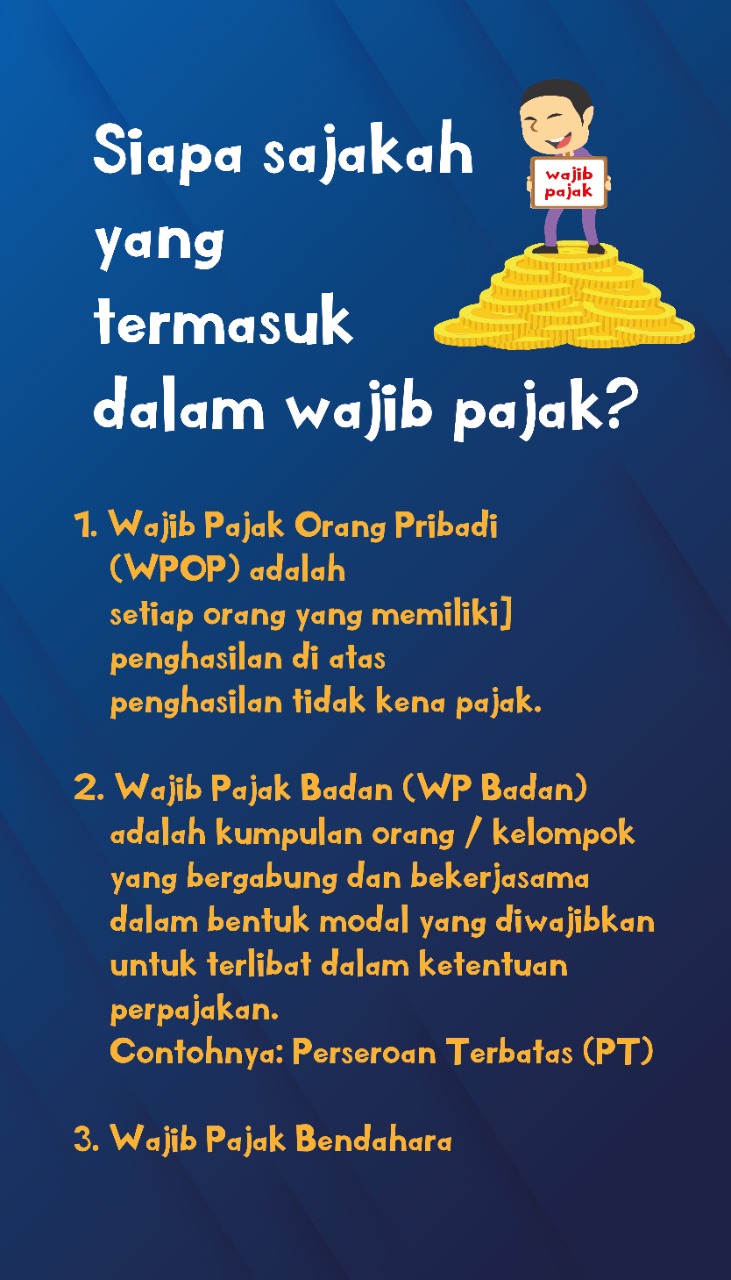 Siapa sajakah
yang
termasuk
dalam wajib pajak?
wajib
pajak
1. Wajib Pajak Orang Pribadi
(WPOP) adalah
setiap orang yang memiliki]
penghasilan di atas
penghasilan tidak kena pajak.
2. Wajib Pajak Badan (WP Badan)
adalah kumpulan orang / kelompok
yang bergabung dan bekerjasama
dalam bentuk modal yang diwajibkan
untuk terlibat dalam ketentuan
perpajakan.
Contohnya: Perseroan Terbatas (PT)
3. Wajib Pajak Bendahara